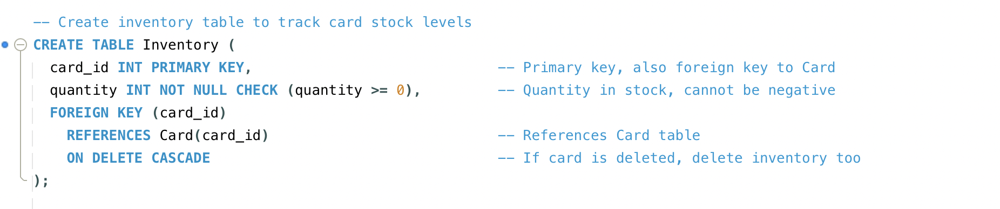 -- Create inventory table to track card stock levels
CREATE TABLE Inventory (
card_id INT PRIMARY KEY, -- Primary key, also foreign key to Card
quantity INT NOT NULL CHECK (quantity >= 0), -- Quantity in stock, cannot be negative
FOREIGN KEY (card_id)
REFERENCES Card(card_id) -- References Card table
ON DELETE CASCADE -- If card is deleted, delete inventory too
);